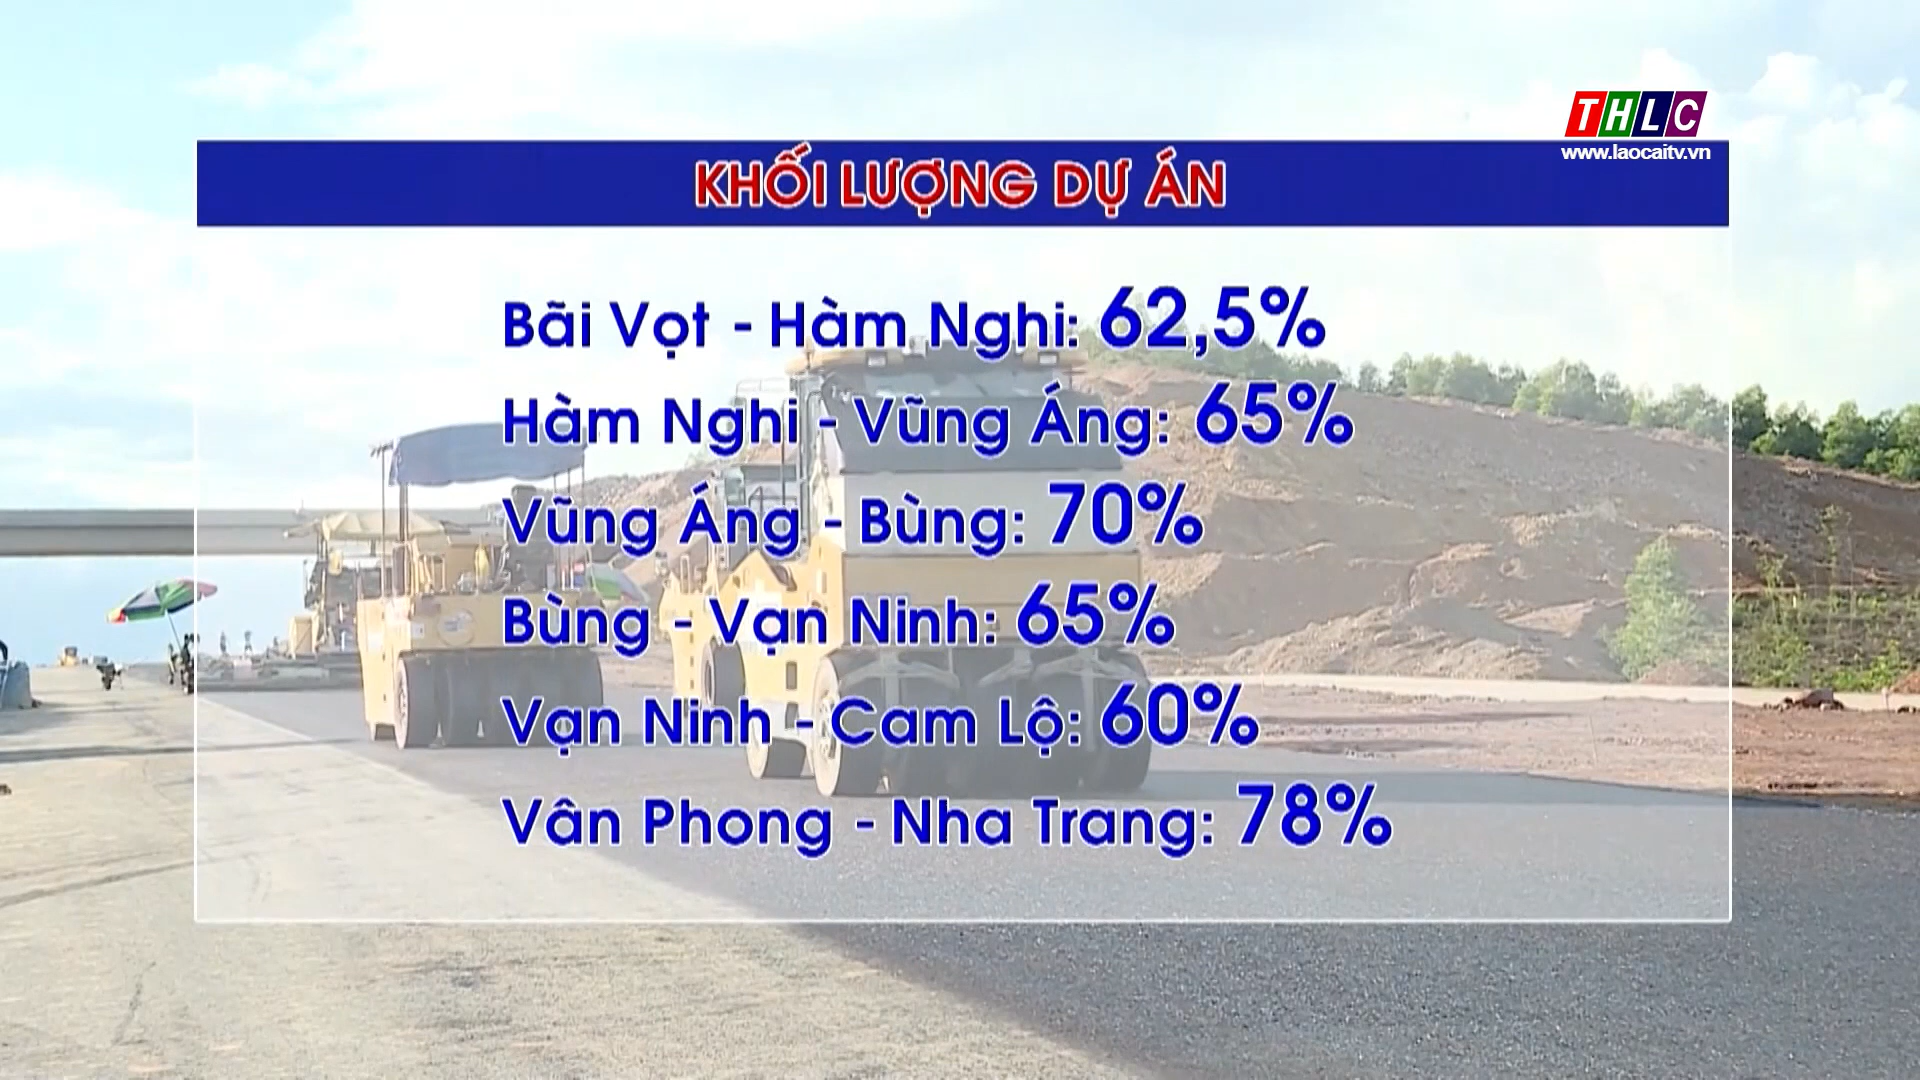 THLC
www.laocaitv.vn
KHỐI LƯỢNG DỰ ÁN
Bãi Vọt - Hàm Nghi: 62,5%
Hàm Nghi - Vũng Áng: 65%
Vũng Áng - Bùng: 70%
Bùng - Vạn Ninh: 65%
Vạn Ninh - Cam Lộ: 60%
Vân Phong - Nha Trang: 78%